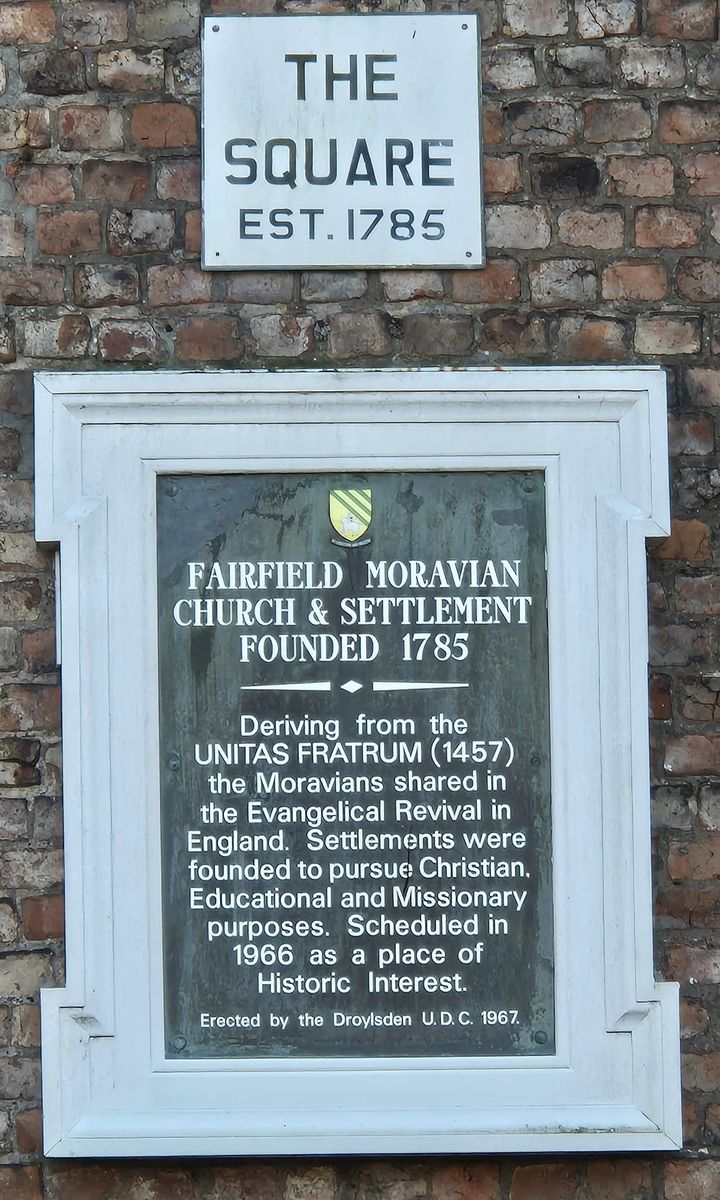 THE
SQUARE
EST. 1785
FAIRFIELD MORAVIAN
CHURCH & SETTLEMENT
FOUNDED 1785
Deriving from the
UNITAS FRATRUM (1457)
the Moravians shared in
the Evangelical Revival in
England. Settlements were
founded to pursue Christian,
Educational and Missionary
purposes. Scheduled in
1966 as a place of
Historic Interest.
Erected by the Droylsden U.D.C. 1967.